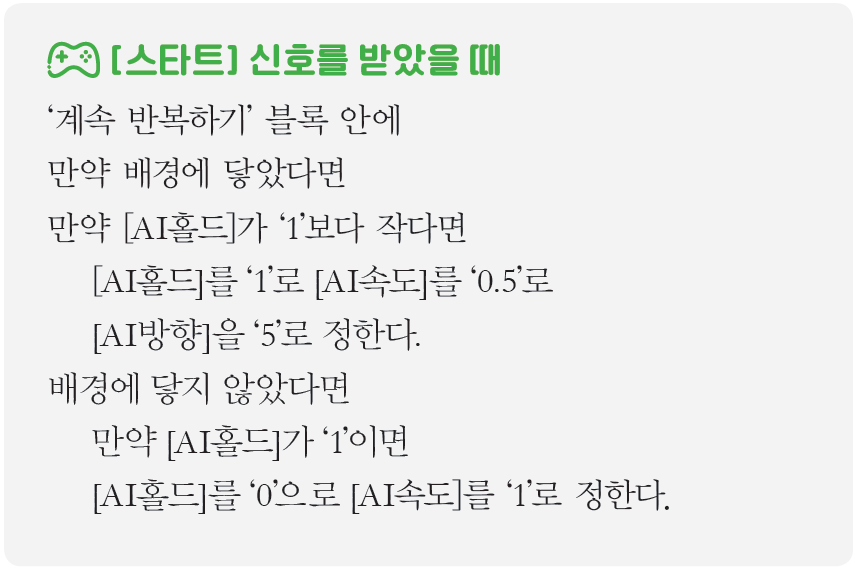 [스타트] 신호를 받았을 때
‘계속 반복하기’ 블록 안에
만약 배경에 닿았다면
만약 [AI홀드]가 ‘1’보다 작다면
[AI홀드]를 ‘1’로 [AI속도]를 ‘0.5’로
[AI방향]을 ‘5’로 정한다.
배경에 닿지 않았다면
만약 [AI홀드]가 ‘1’이면
[AI홀드]를 ‘0’으로 [AI속도]를 ‘1’로 정한다.